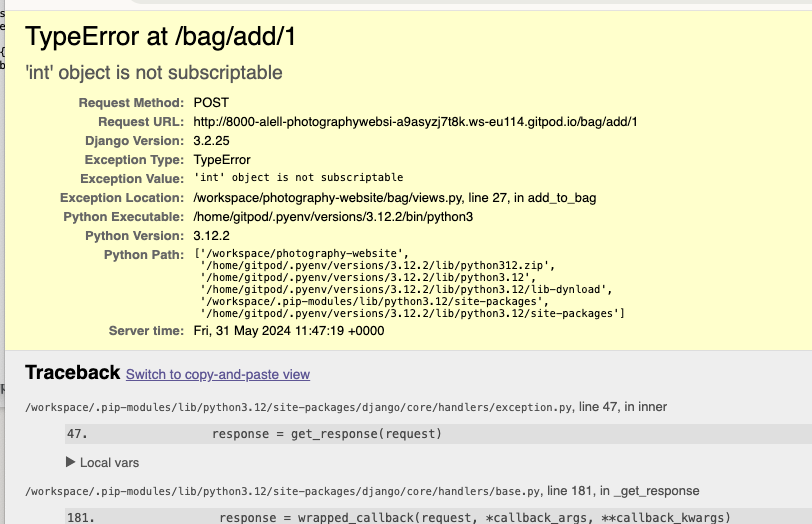 TypeError at /bag/add/1
'int' object is not subscriptable
Request Method: POST
Request URL: http://8000-alell-photographywebsi-a9asyzj7t8k.ws-eu114.gitpod.io/bag/add/1
Django Version: 3.2.25
Exception Type: TypeError
Exception Value: 'int' object is not subscriptable
Exception Location: /workspace/photography-website/bag/views.py, line 27, in add_to_bag
Python Executable: /home/gitpod/.pyenv/versions/3.12.2/bin/python3
Python Version: 3.12.2
Python Path: ['/workspace/photography-website',
'/home/gitpod/.pyenv/versions/3.12.2/lib/python312.zip',
'/home/gitpod/.pyenv/versions/3.12.2/lib/python3.12',
'/home/gitpod/.pyenv/versions/3.12.2/lib/python3.12/lib-dynload',
'/workspace/.pip-modules/lib/python3.12/site-packages',
'/home/gitpod/.pyenv/versions/3.12.2/lib/python3.12/site-packages']
Server time: Fri, 31 May 2024 11:47:19 +0000
Traceback Switch to copy-and-paste view
/workspace/.pip-modules/lib/python3.12/site-packages/django/core/handlers/exception.py, line 47, in inner
47. response = get_response(request)
▶ Local vars
/workspace/.pip-modules/lib/python3.12/site-packages/django/core/handlers/base.py, line 181, in _get_response
181. response = wrapped_callback(request, *callback_args, **callback_kwargs)